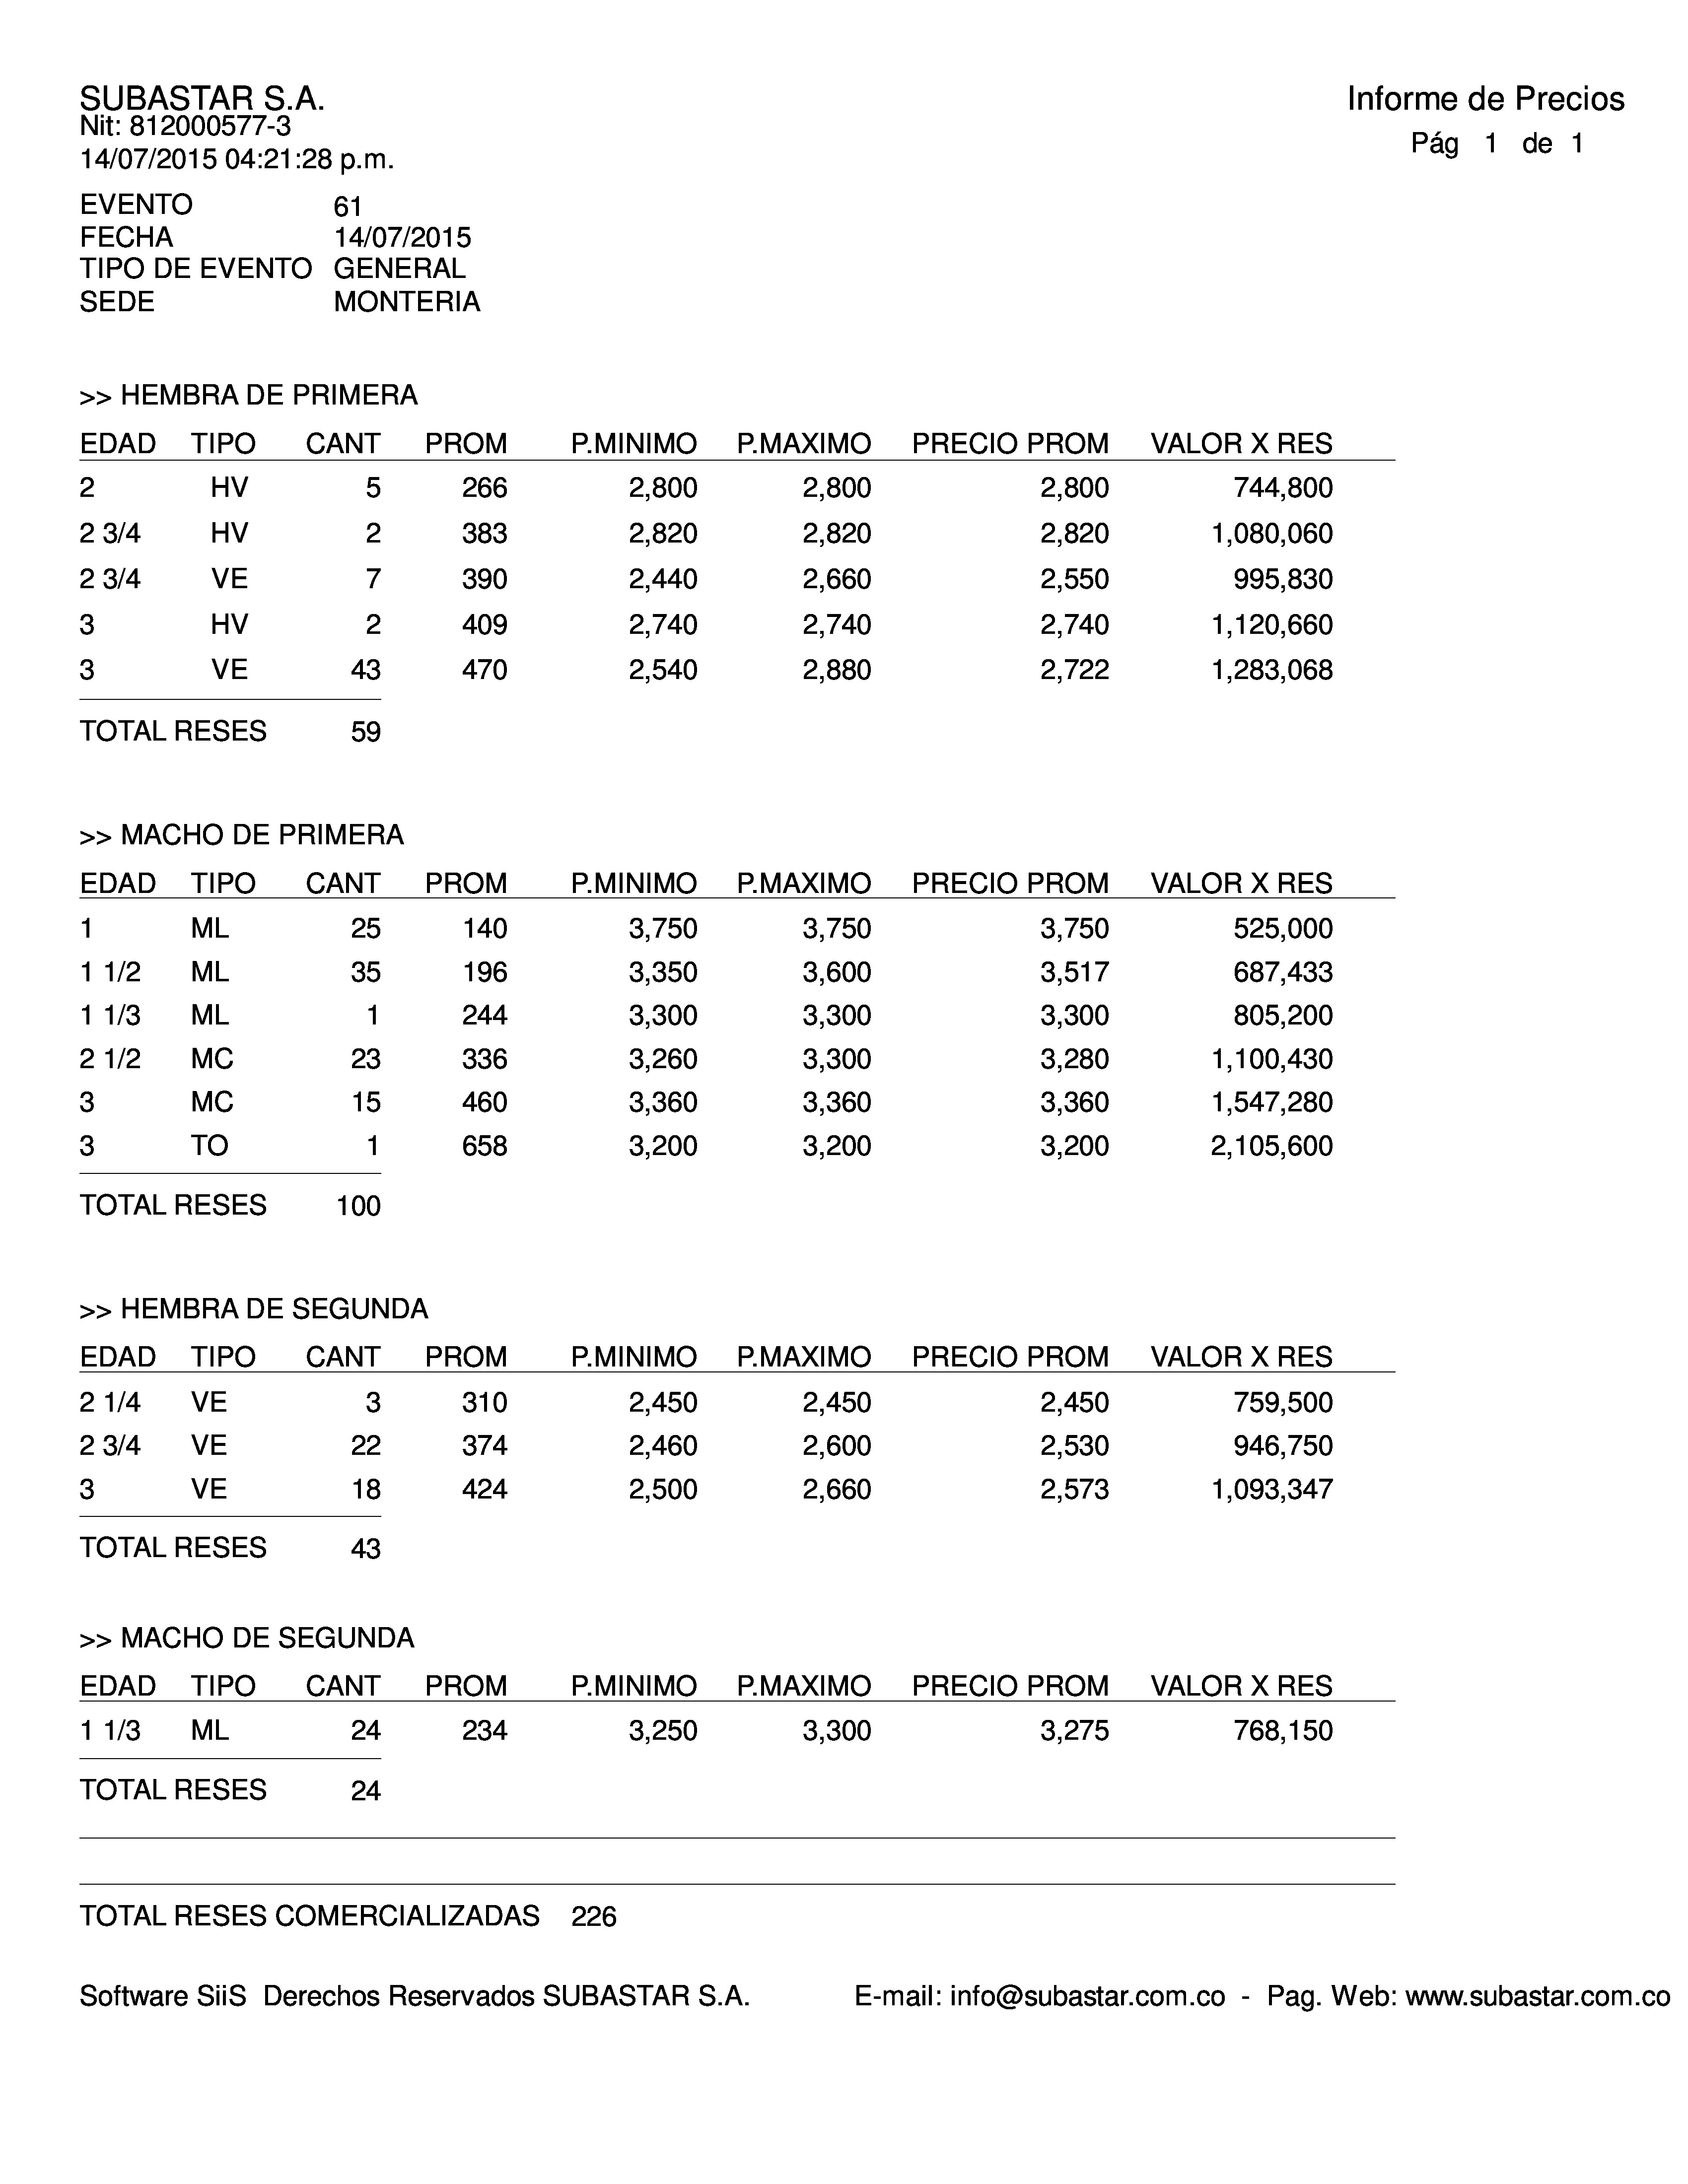 SUBASTAR S.A.
Informe de Precios
Nit: 812000577-3
Pág 1 de 1
14/07/2015 04:21:28 p.m.
EVENTO 61
FECHA 14/07/2015
TIPO DE EVENTO GENERAL
SEDE MONTERIA
>> HEMBRA DE PRIMERA
EDAD TIPO CANT PROM P.MINIMO P.MAXIMO PRECIO PROM VALOR X RES
2 HV 5 266 2,800 2,800 2,800 744,800
2 3/4 HV 2 383 2,820 2,820 2,820 1,080,060
2 3/4 VE 7 390 2,440 2,660 2,550 995,830
3 HV 2 409 2,740 2,740 2,740 1,120,660
3 VE 43 470 2,540 2,880 2,722 1,283,068
TOTAL RESES 59
>> MACHO DE PRIMERA
EDAD TIPO CANT PROM P.MINIMO P.MAXIMO PRECIO PROM VALOR X RES
1 ML 25 140 3,750 3,750 3,750 525,000
1 1/2 ML 35 196 3,350 3,600 3,517 687,433
1 1/3 ML 1 244 3,300 3,300 3,300 805,200
2 1/2 MC 23 336 3,260 3,300 3,280 1,100,430
3 MC 15 460 3,360 3,360 3,360 1,547,280
3 TO 1 658 3,200 3,200 3,200 2,105,600
TOTAL RESES 100
>> HEMBRA DE SEGUNDA
EDAD TIPO CANT PROM P.MINIMO P.MAXIMO PRECIO PROM VALOR X RES
2 1/4 VE 3 310 2,450 2,450 2,450 759,500
2 3/4 VE 22 374 2,460 2,600 2,530 946,750
3 VE 18 424 2,500 2,660 2,573 1,093,347
TOTAL RESES 43
>> MACHO DE SEGUNDA
EDAD TIPO CANT PROM P.MINIMO P.MAXIMO PRECIO PROM VALOR X RES
1 1/3 ML 24 234 3,250 3,300 3,275 768,150
TOTAL RESES 24
TOTAL RESES COMERCIALIZADAS 226
Software SiiS Derechos Reservados SUBASTAR S.A. E-mail: info@subastar.com.co - Pag. Web: www.subastar.com.co